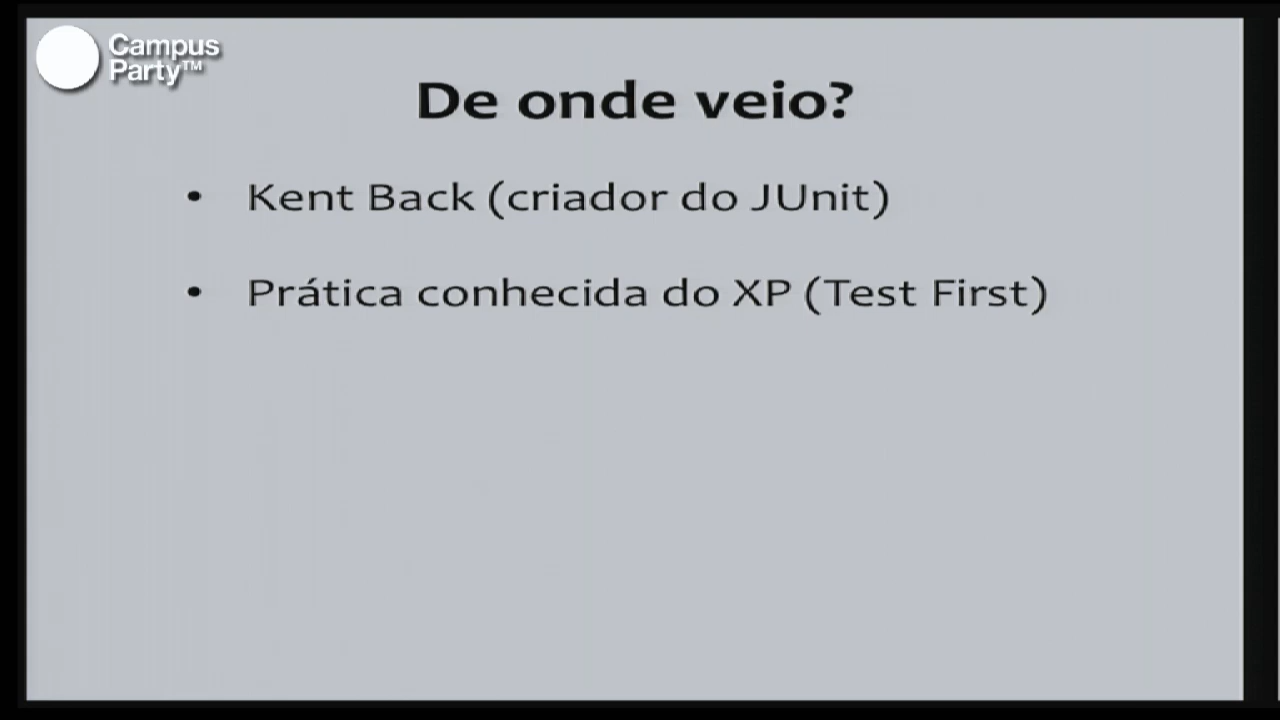 Campus
Party™
De onde veio?
• Kent Back (criador do JUnit)
• Prática conhecida do XP (Test First)